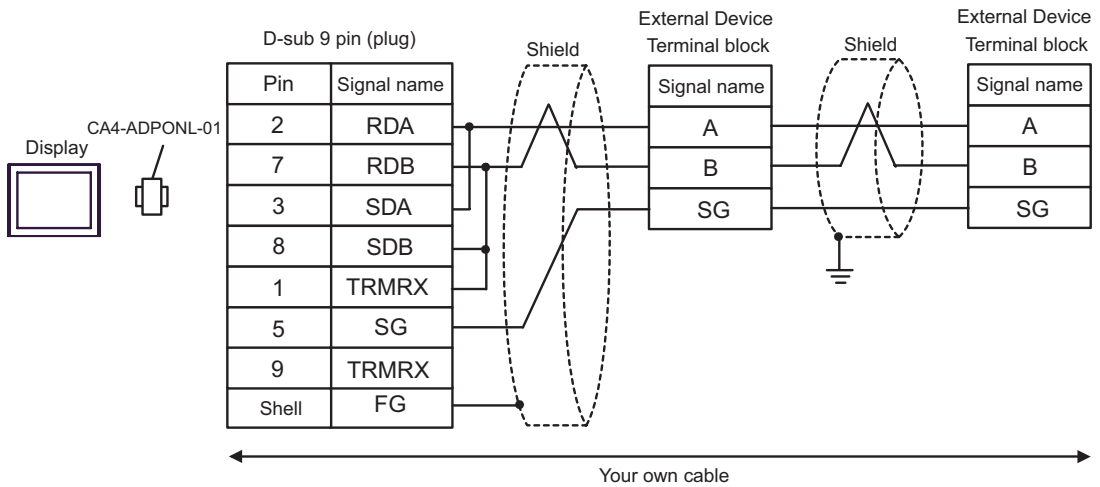 External Device
Terminal block
External Device
Terminal block
D-sub 9 pin (plug)
Shield
Shield
Pin Signal name
Signal name
Signal name
CA4-ADPONL-01
Display
2 RDA
A
A
7 RDB
B
B
3 SDA
SG
SG
8 SDB
1 TRMRX
5 SG
9 TRMRX
Shell FG
Your own cable